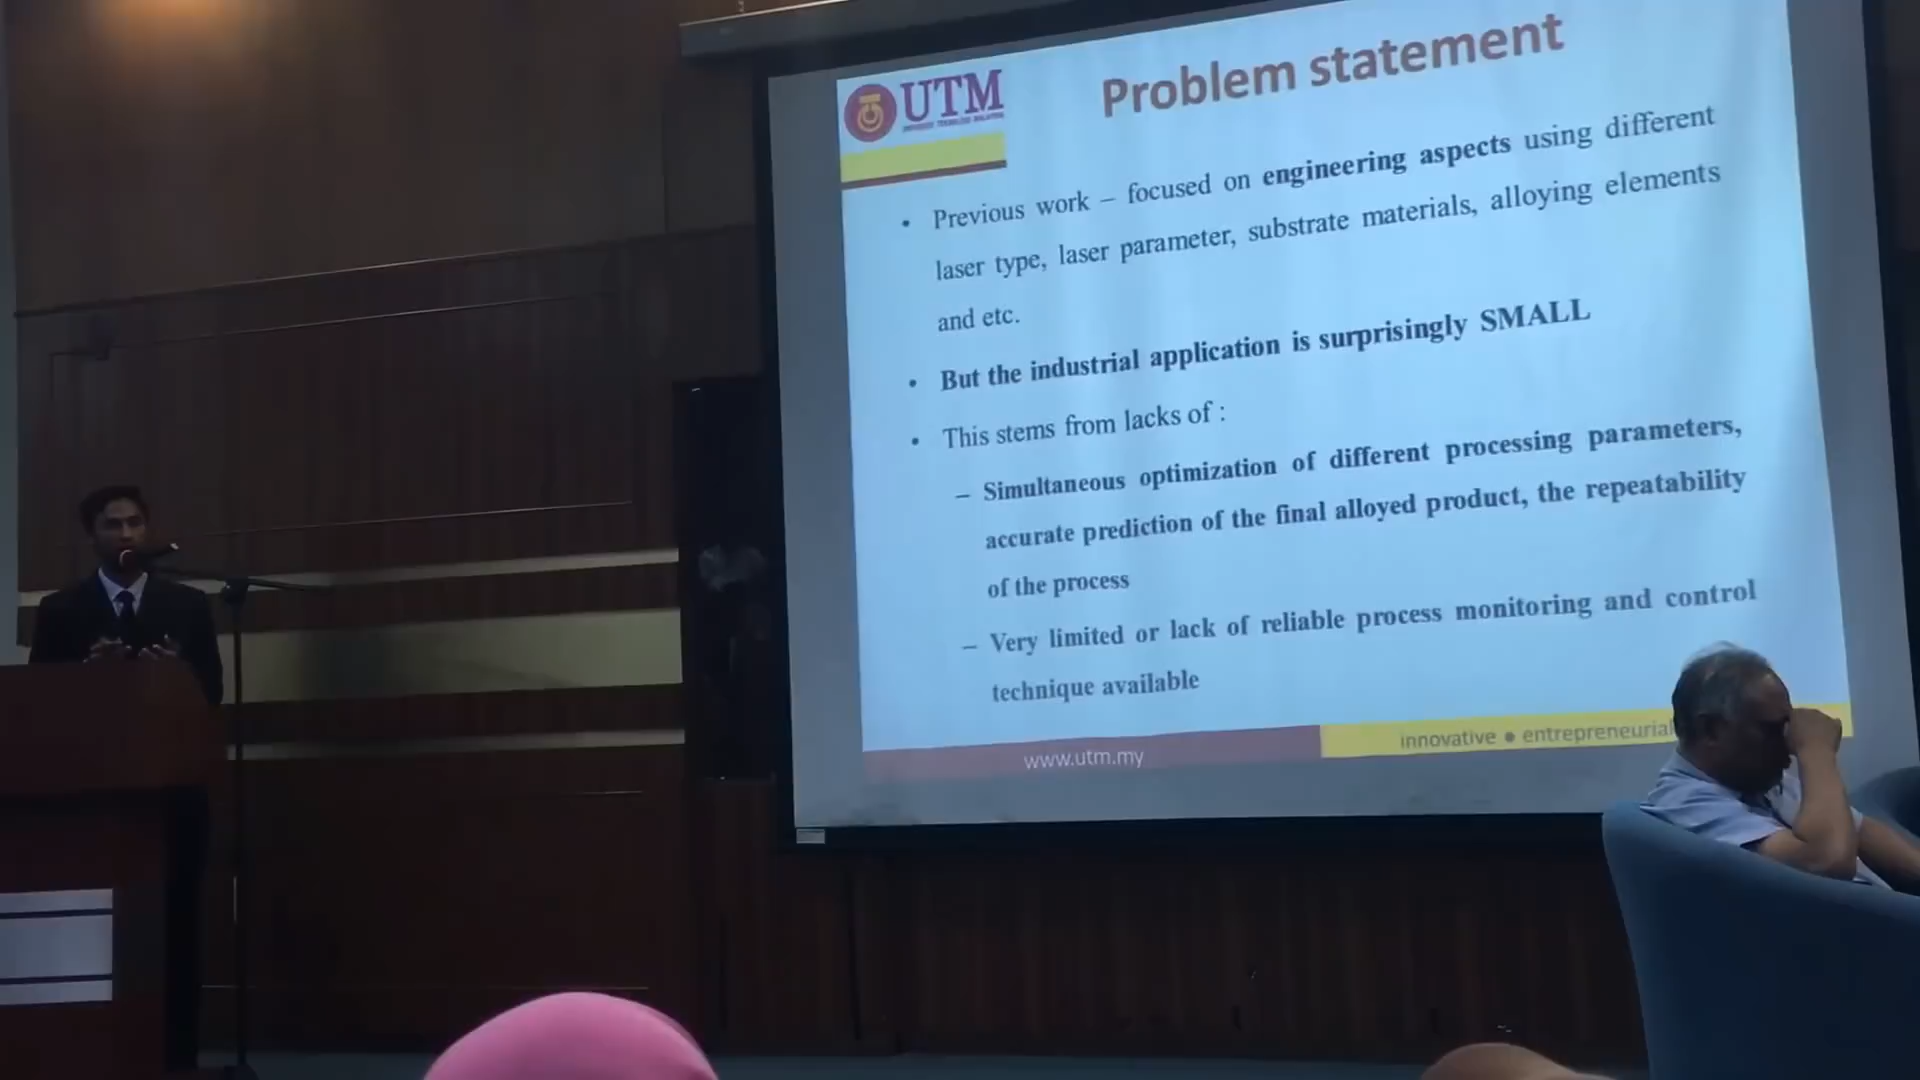 UTM
UNIVERSITI TEKNOLOGI MALAYSIA
Problem statement
• Previous work – focused on engineering aspects using different
laser type, laser parameter, substrate materials, alloying elements
and etc.
• But the industrial application is surprisingly SMALL
• This stems from lacks of :
– Simultaneous optimization of different processing parameters,
accurate prediction of the final alloyed product, the repeatability
of the process
– Very limited or lack of reliable process monitoring and control
technique available
www.utm.my
innovative ● entrepreneurial